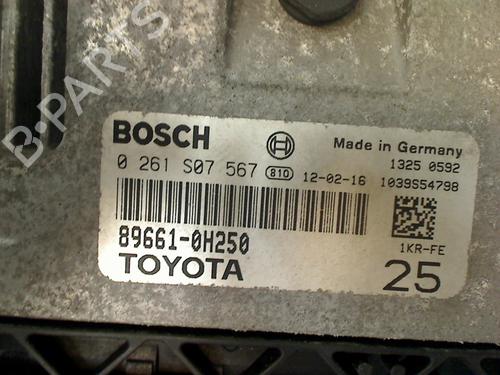 B-PARTS
BOSCH
Made in Germany
0 261 S07 567 810 12-02-16
1325 0592
1039S54798
89661-0H250
1KR-FE
TOYOTA
25